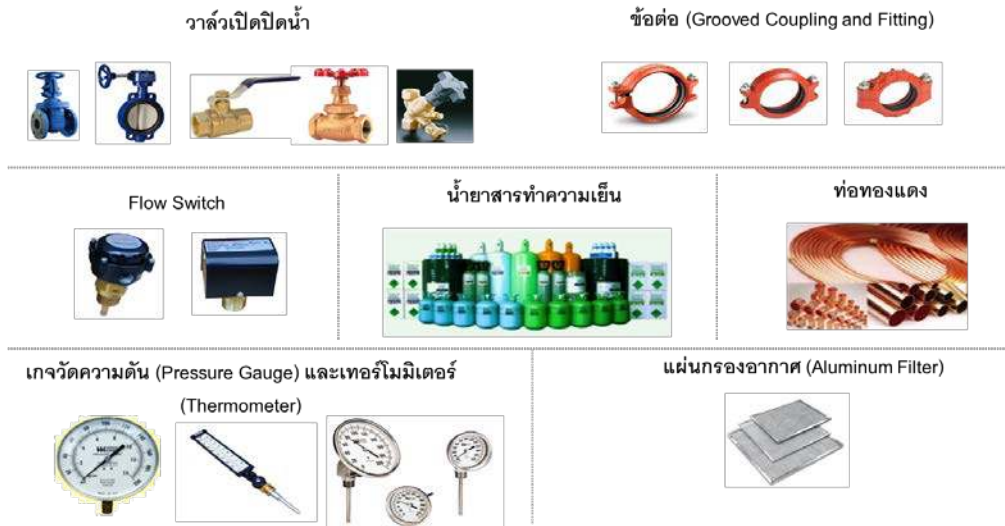 วาล์วเปิดปิดน้ำ
ข้อต่อ (Grooved Coupling and Fitting)
Flow Switch
น้ำยาสารทำความเย็น
ท่อทองแดง
เกจวัดความดัน (Pressure Gauge) และเทอร์โมมิเตอร์
(Thermometer)
แผ่นกรองอากาศ (Aluminum Filter)